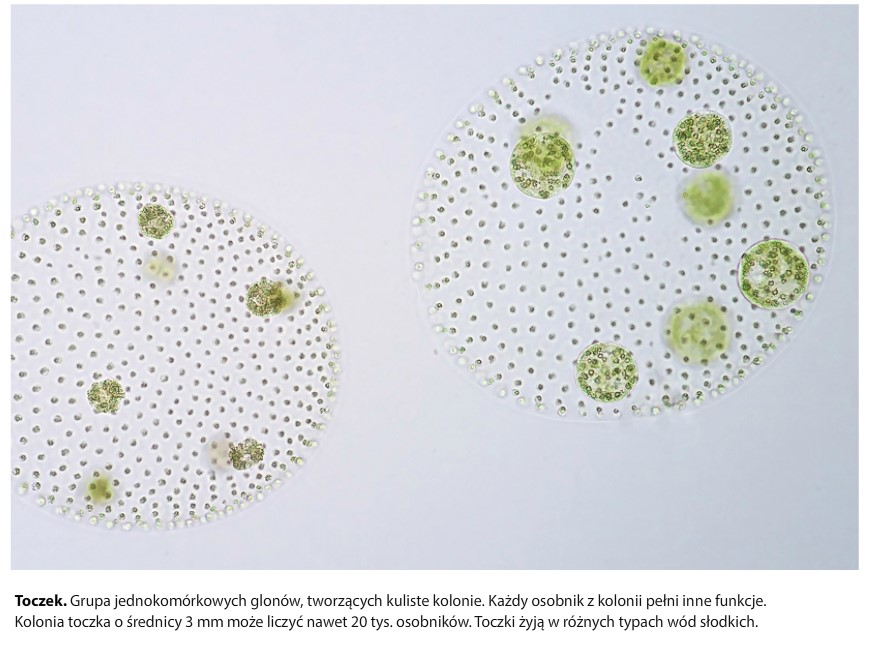 Toczek. Grupa jednokomórkowych glonów, tworzących kuliste kolonie. Każdy osobnik z kolonii pełni inne funkcje.
Kolonia toczka o średnicy 3 mm może liczyć nawet 20 tys. osobników. Toczki żyją w różnych typach wód słodkich.